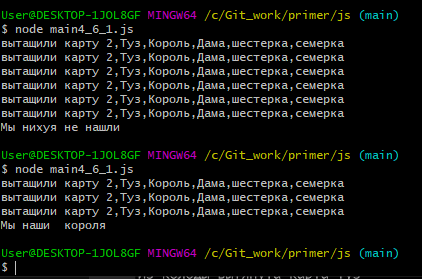 User@DESKTOP-1JOL8GF MINGW64 /c/Git_work/primer/js (main)
$ node main4_6_1.js
вытащили карту 2,Туз,Король,Дама,шестерка,семерка
вытащили карту 2,Туз,Король,Дама,шестерка,семерка
вытащили карту 2,Туз,Король,Дама,шестерка,семерка
вытащили карту 2,Туз,Король,Дама,шестерка,семерка
вытащили карту 2,Туз,Король,Дама,шестерка,семерка
вытащили карту 2,Туз,Король,Дама,шестерка,семерка
Мы нихуя не нашли

User@DESKTOP-1JOL8GF MINGW64 /c/Git_work/primer/js (main)
$ node main4_6_1.js
вытащили карту 2,Туз,Король,Дама,шестерка,семерка
вытащили карту 2,Туз,Король,Дама,шестерка,семерка
вытащили карту 2,Туз,Король,Дама,шестерка,семерка
Мы наши  короля

User@DESKTOP-1JOL8GF MINGW64 /c/Git_work/primer/js (main)
$